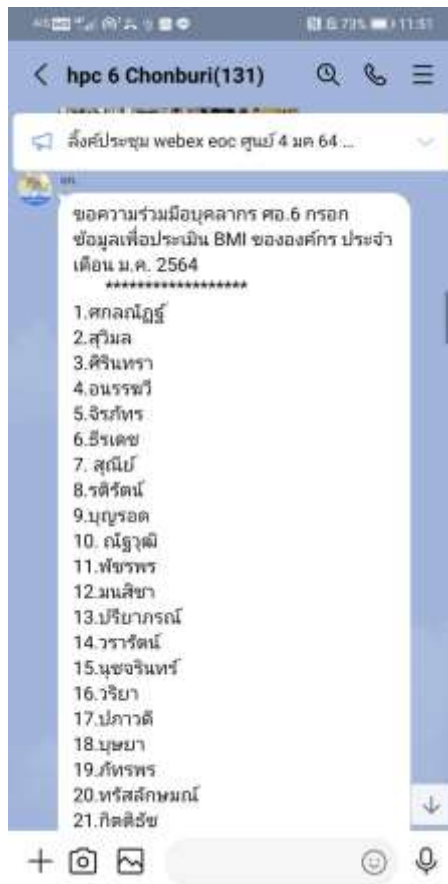 73% 11:51
hpc 6 Chonburi(131)
ลิ้งค์ประชุม webex eoc ศูนย์ 4 มค 64 ...
ขอความร่วมมือบุคลากร ศอ.6 กรอก
ข้อมูลเพื่อประเมิน BMI ขององค์กร ประจำ
เดือน ม.ค. 2564
******************
1.ศกลณัฏฐ์
2.สุวิมล
3.ศิรินทรา
4.อนรรฆวี
5.จิรภัทร
6.ธีรเดช
7. สุณีย์
8.รติรัตน์
9.บุญรอด
10. ณัฐวุฒิ
11.พัชรพร
12.มนสิชา
13.ปรียาภรณ์
14.วรารัตน์
15.นุชจรินทร์
16.วริยา
17.ปภาวดี
18.บุษยา
19.ภัทรพร
20.ทรัสลักษมณ์
21.กิตติธัช